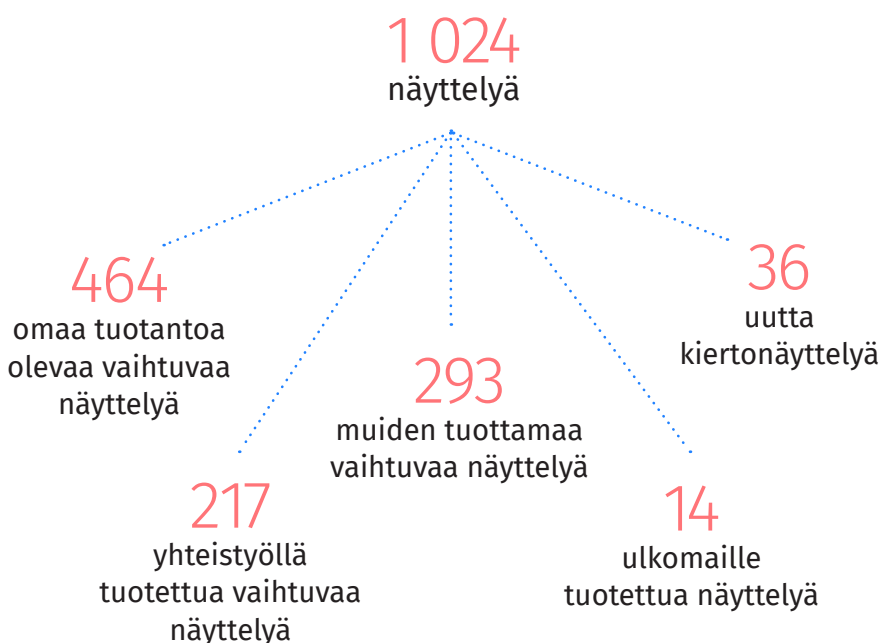 1 024
näyttelyä
464
omaa tuotantoa
olevaa vaihtuvaa
näyttelyä
217
yhteistyöllä
tuotettua vaihtuvaa
näyttelyä
293
muiden tuottamaa
vaihtuvaa näyttelyä
14
ulkomaille
tuotettua näyttelyä
36
uutta
kiertonäyttelyä